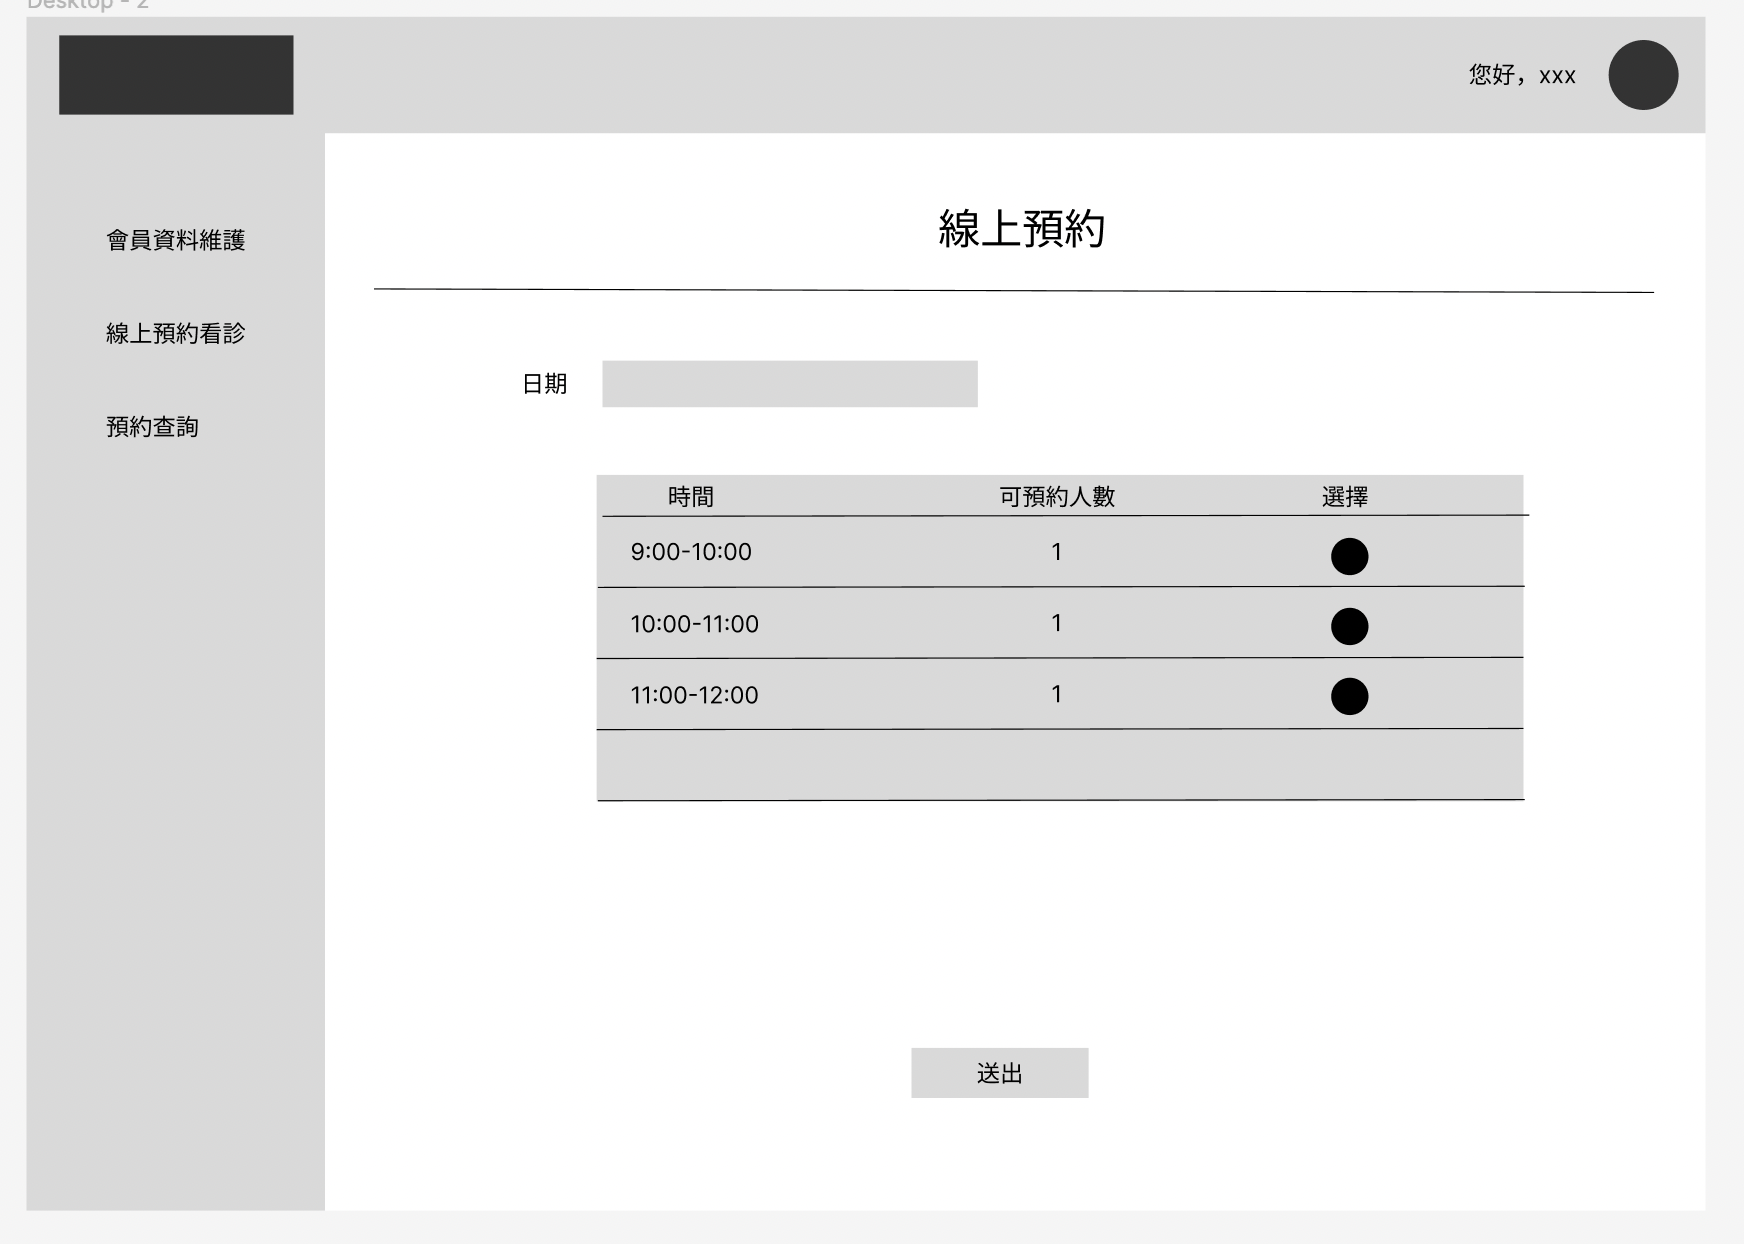 Desktop - 2
您好，xxx
會員資料維護
線上預約看診
預約查詢
線上預約
日期
時間 可預約人數 選擇
9:00-10:00 1
10:00-11:00 1
11:00-12:00 1
送出